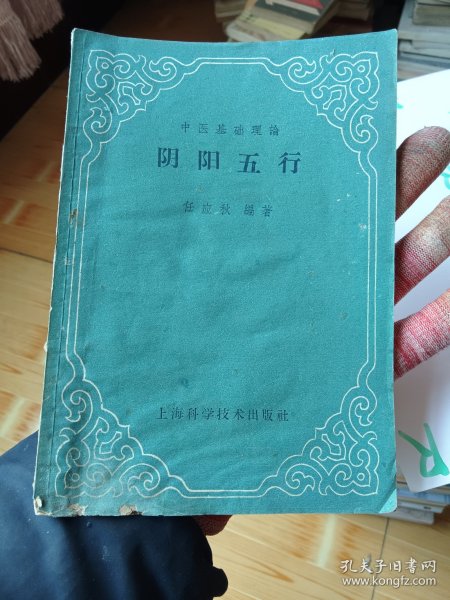 中医基础理論
阴阳五行
任应秋 編著
上海科学技术出版社
R
孔夫子旧书网
www.kongfz.com